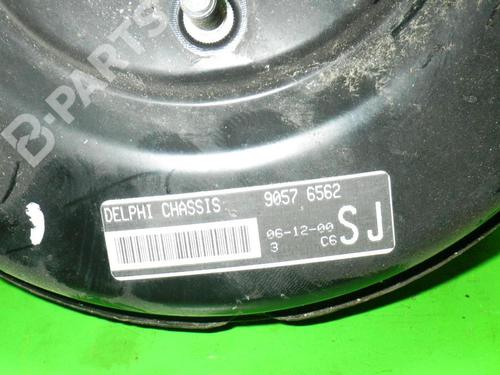 B-PARTS
DELPHI CHASSIS 9057 6562
06-12-00 SJ
3 C6